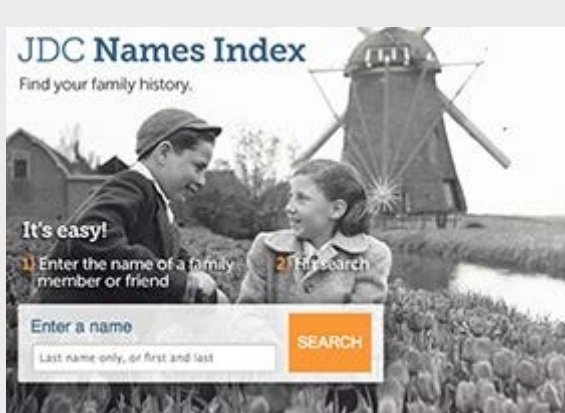 JDC Names Index
Find your family history.
It's easy!
1) Enter the name of a family
member or friend
2) Hit search
Enter a name
Last name only, or first and last
SEARCH